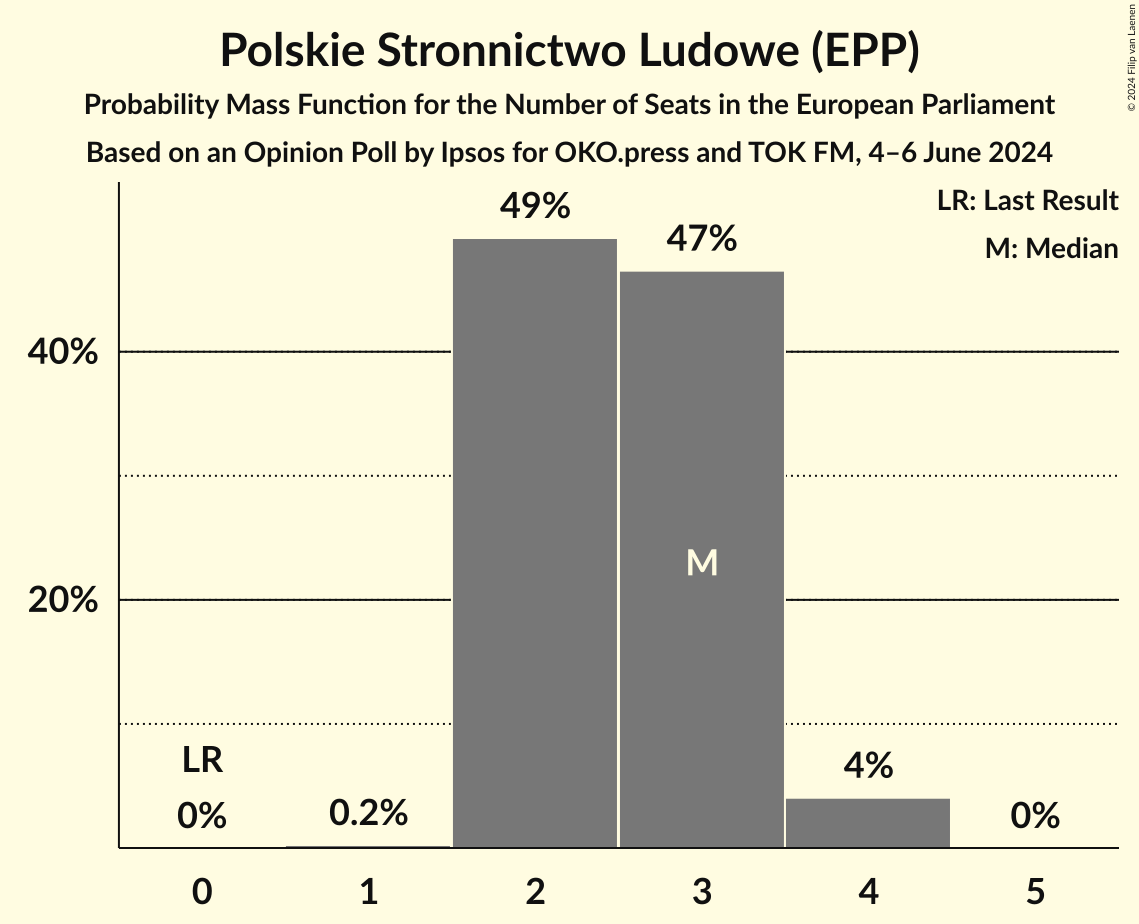 Polskie Stronnictwo Ludowe (EPP)
Probability Mass Function for the Number of Seats in the European Parliament
Based on an Opinion Poll by Ipsos for OKO.press and TOK FM, 4–6 June 2024
© 2024 Filip van Laenen
LR: Last Result
M: Median
49%
47%
40%
M
20%
LR
0%
0.2%
4%
0%
0 1 2 3 4 5